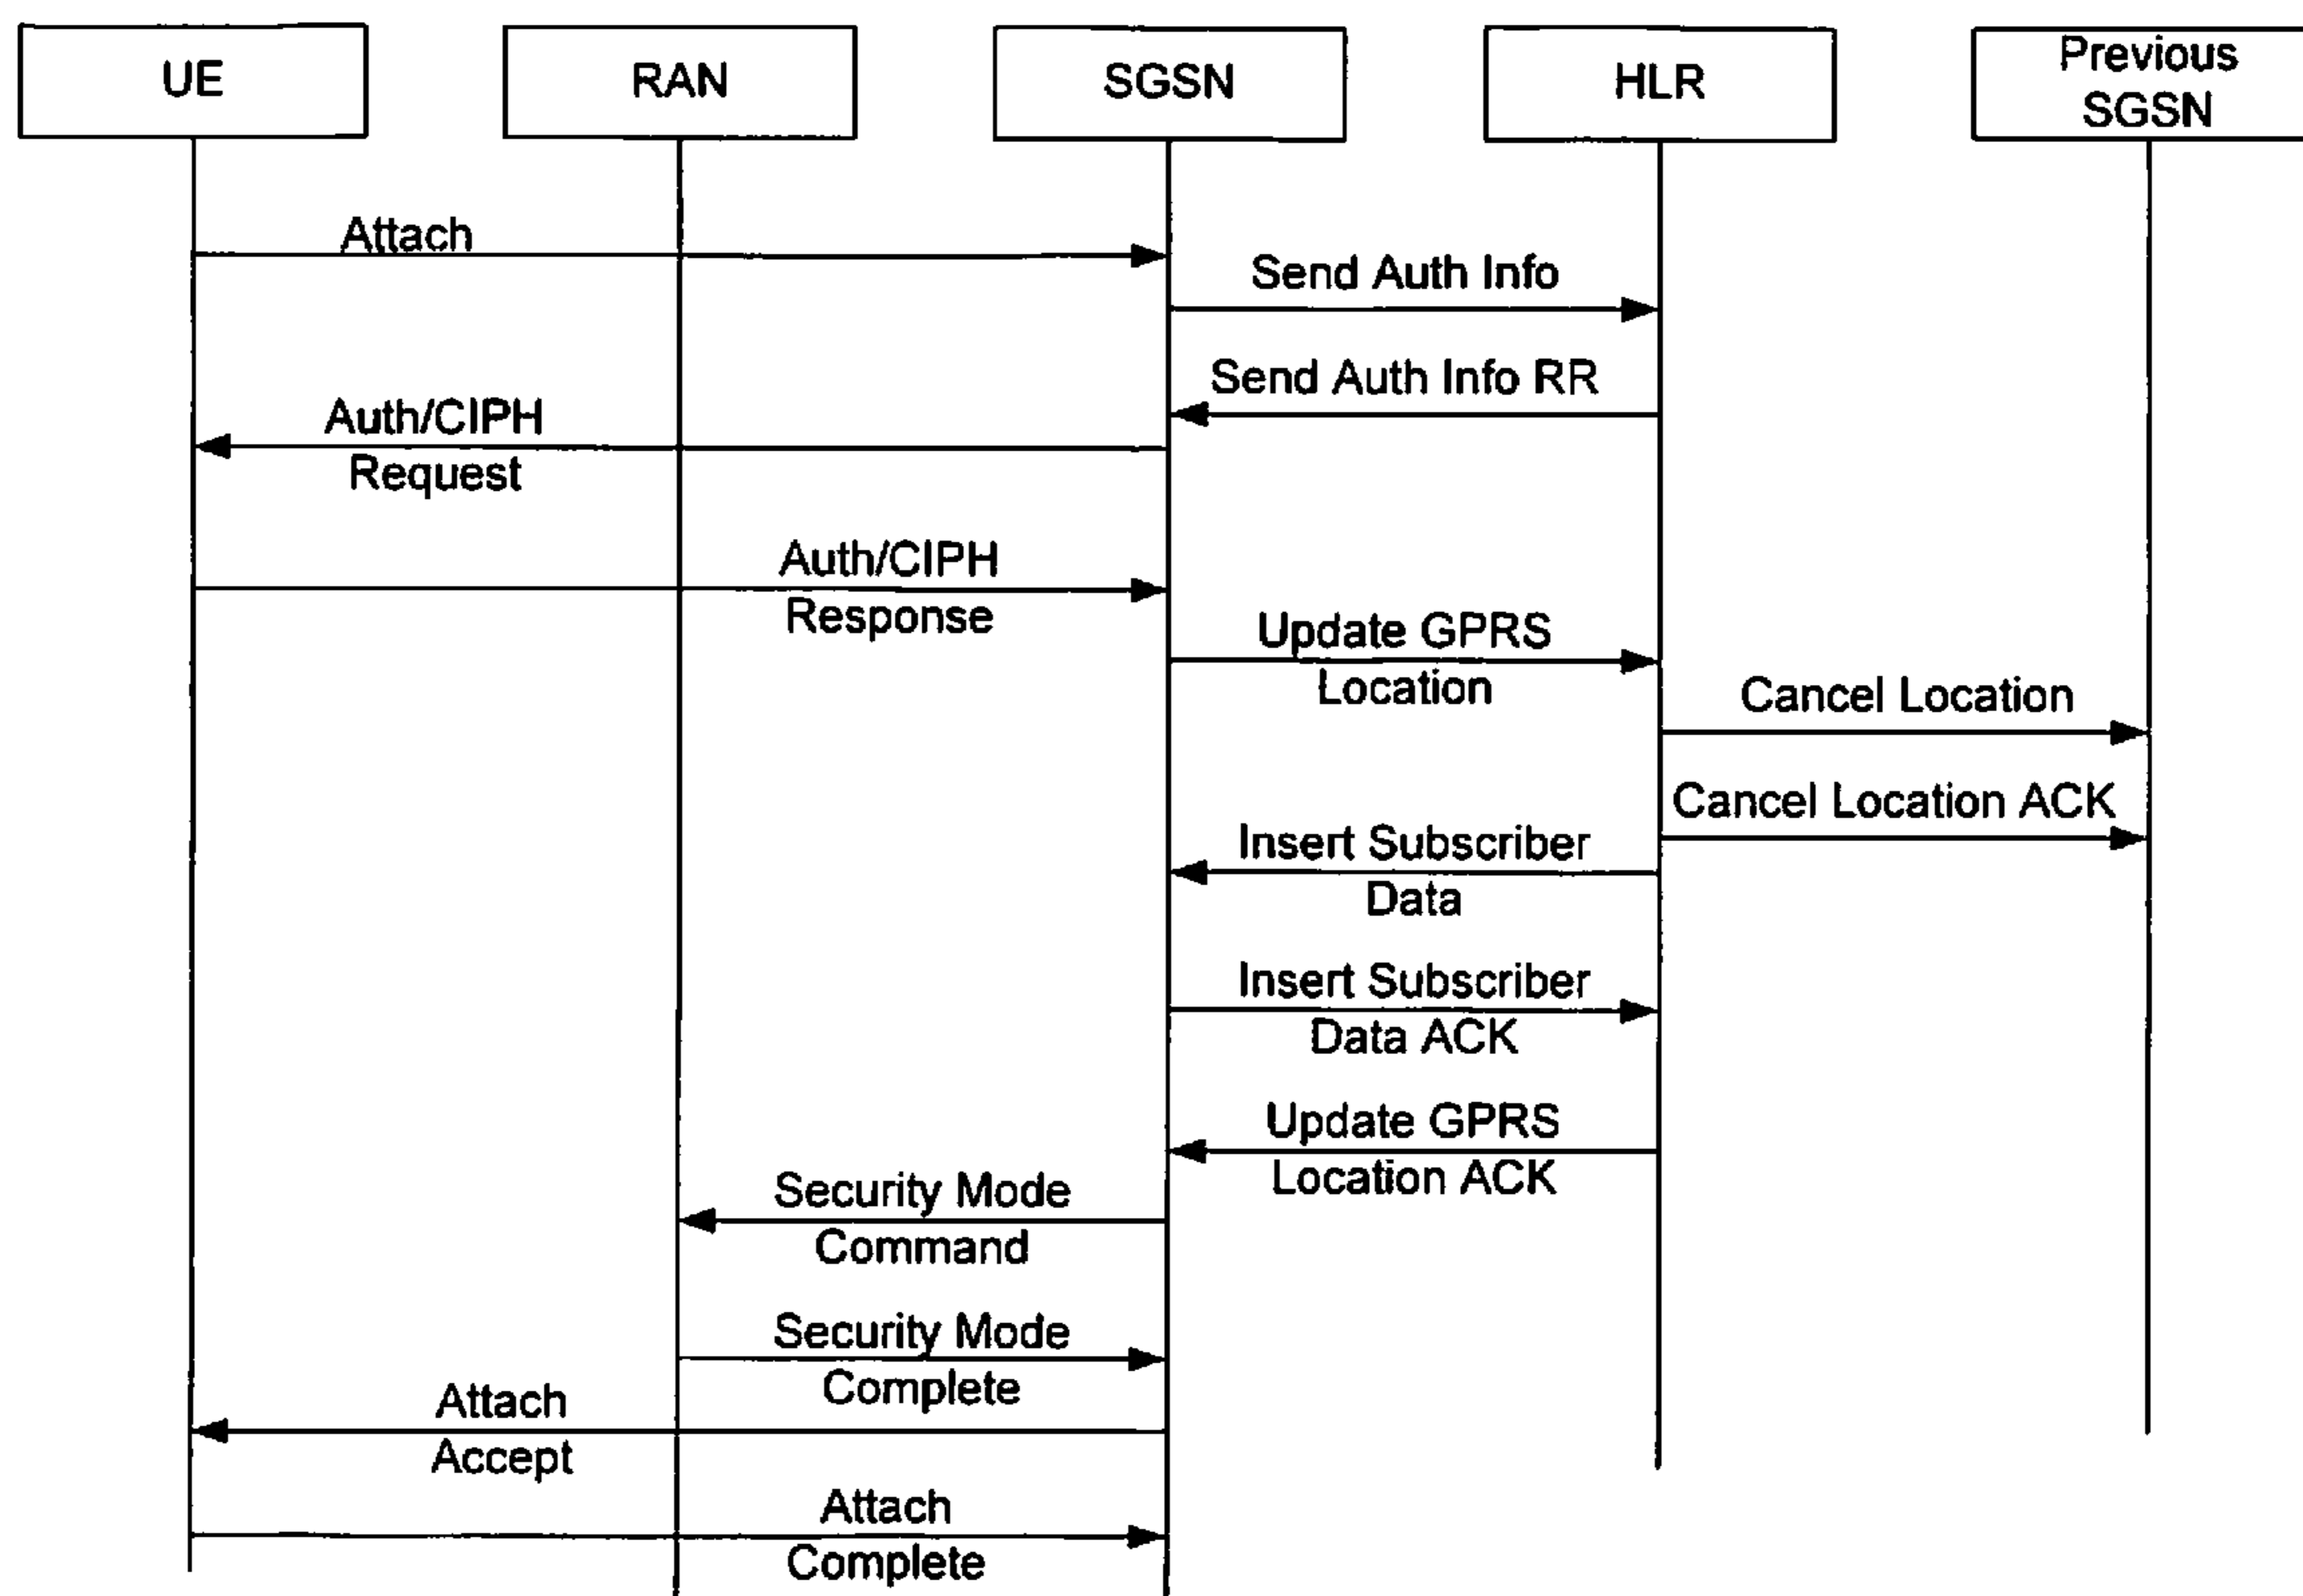 UE
RAN
SGSN
HLR
Previous
SGSN
Attach
Send Auth Info
Send Auth Info RR
Auth/CIPH
Request
Auth/CIPH
Response
Update GPRS
Location
Cancel Location
Cancel Location ACK
Insert Subscriber
Data
Insert Subscriber
Data ACK
Update GPRS
Location ACK
Security Mode
Command
Security Mode
Complete
Attach
Accept
Attach
Complete